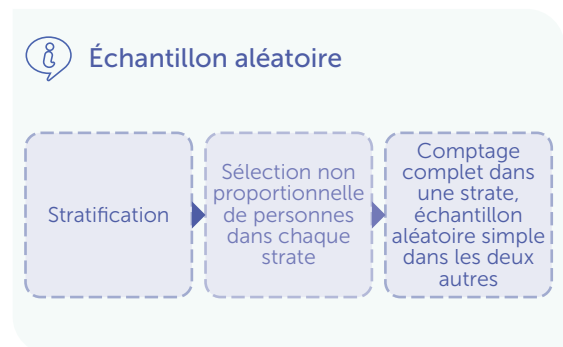 Échantillon aléatoire
Stratification
Sélection non
proportionnelle
de personnes
dans chaque
strate
Comptage
complet dans
une strate,
échantillon
aléatoire simple
dans les deux
autres